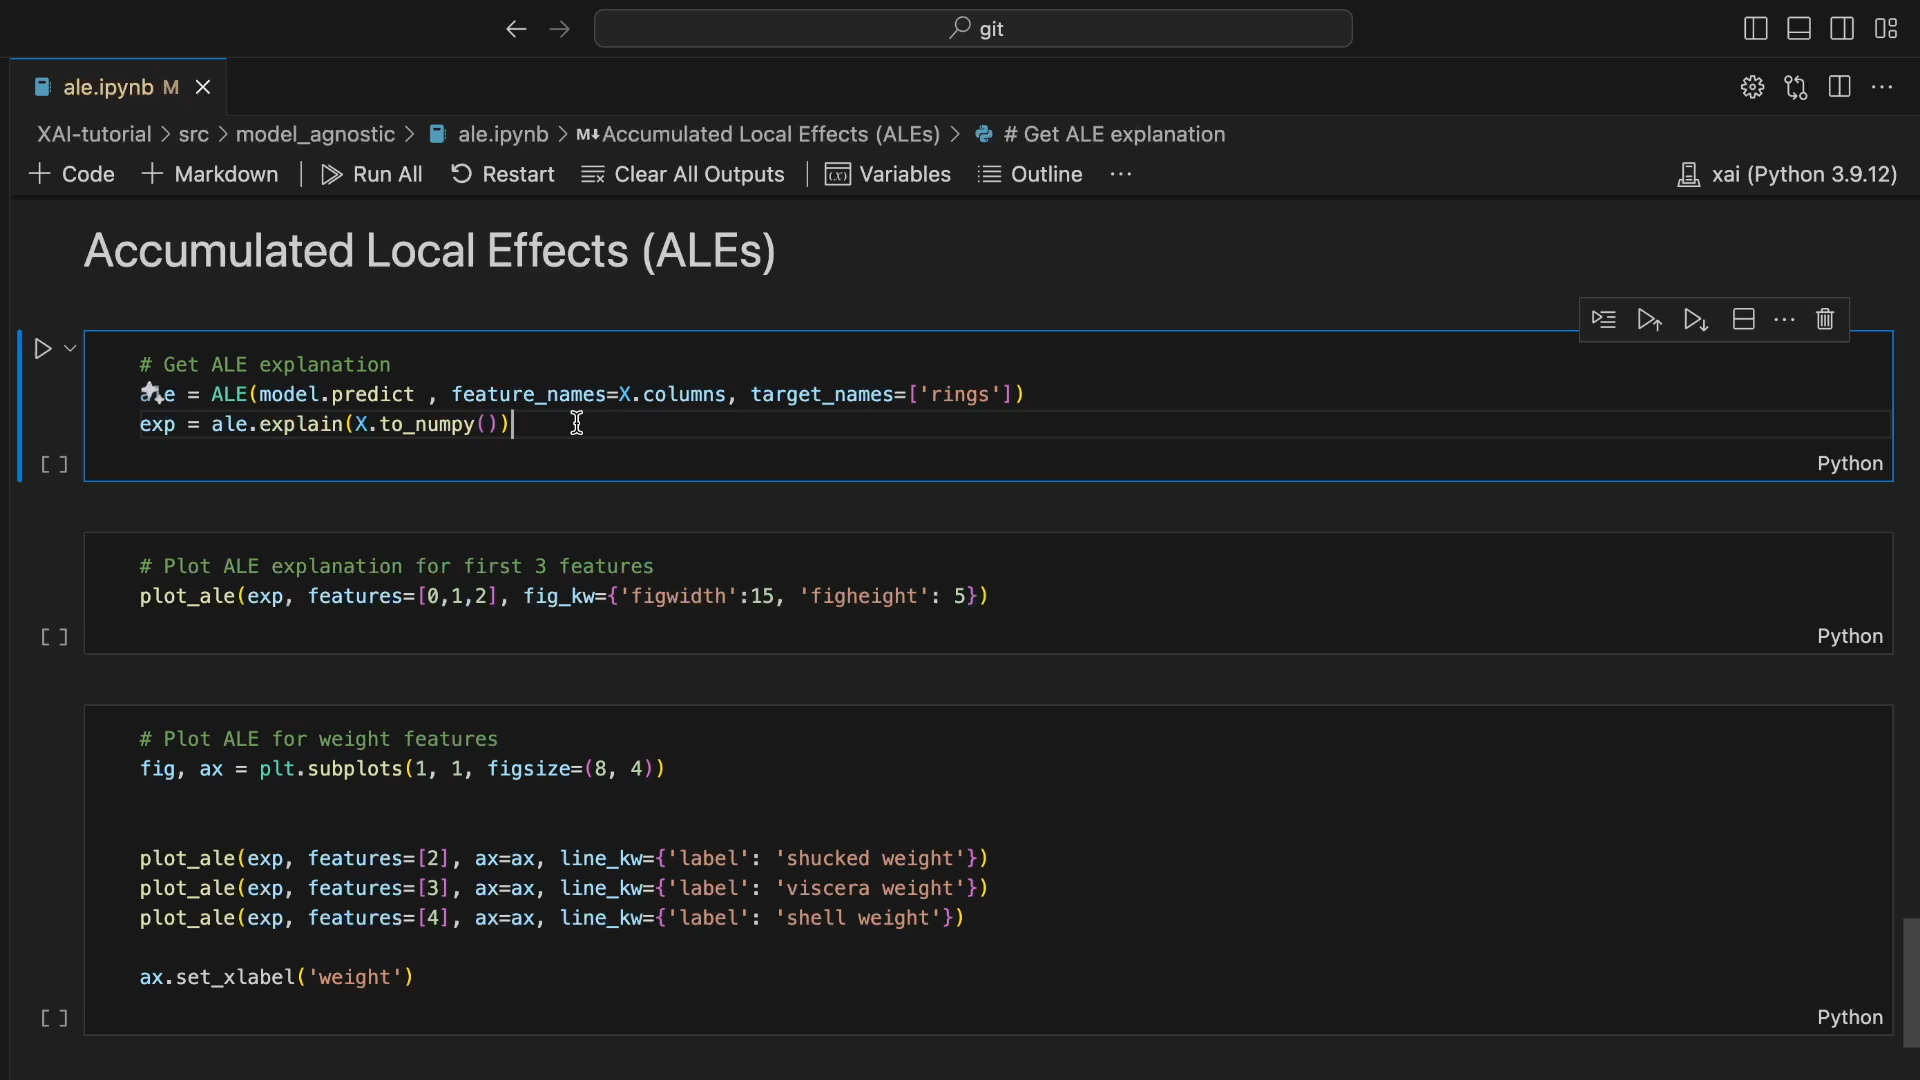 git
ale.ipynb M
XAI-tutorial > src > model_agnostic > ale.ipynb > M↓Accumulated Local Effects (ALEs) > # Get ALE explanation
+ Code + Markdown | Run All Restart Clear All Outputs | Variables Outline ··· xai (Python 3.9.12)
Accumulated Local Effects (ALEs)
# Get ALE explanation
ale = ALE(model.predict , feature_names=X.columns, target_names=['rings'])
exp = ale.explain(X.to_numpy())
[ ] Python
# Plot ALE explanation for first 3 features
plot_ale(exp, features=[0,1,2], fig_kw={'figwidth':15, 'figheight': 5})
[ ] Python
# Plot ALE for weight features
fig, ax = plt.subplots(1, 1, figsize=(8, 4))
plot_ale(exp, features=[2], ax=ax, line_kw={'label': 'shucked weight'})
plot_ale(exp, features=[3], ax=ax, line_kw={'label': 'viscera weight'})
plot_ale(exp, features=[4], ax=ax, line_kw={'label': 'shell weight'})
ax.set_xlabel('weight')
[ ] Python